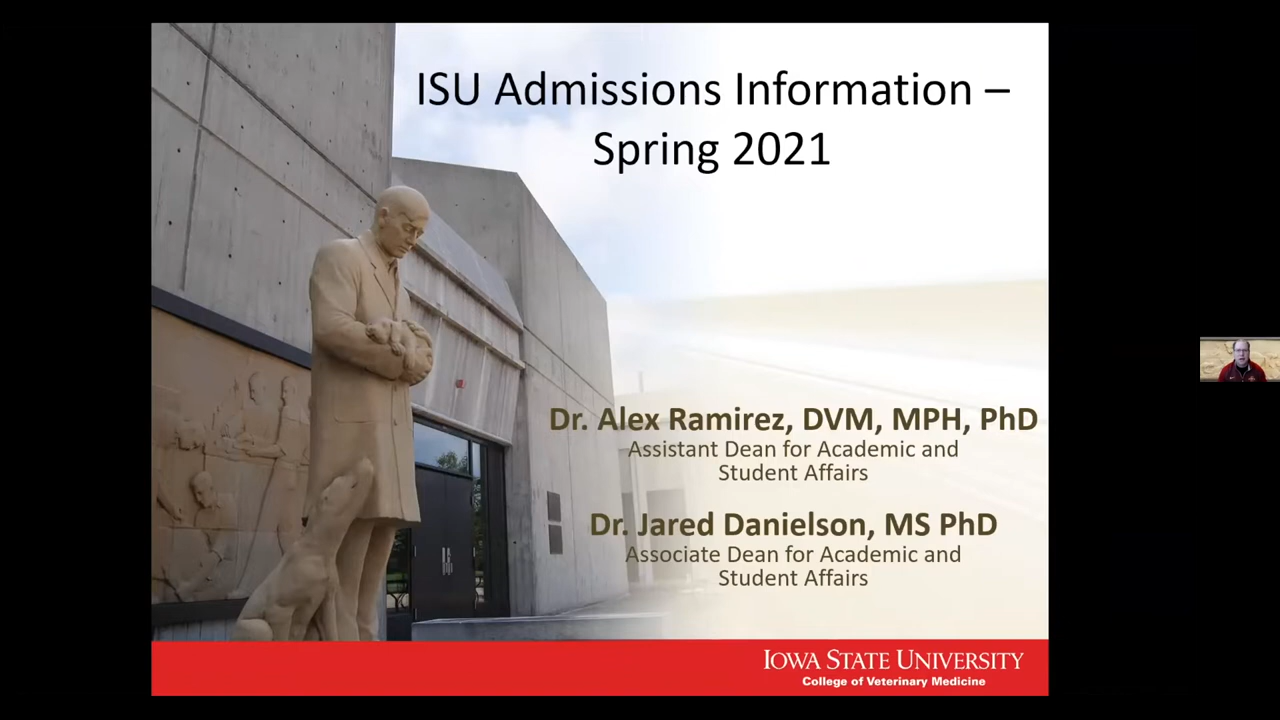 ISU Admissions Information –
Spring 2021
Dr. Alex Ramirez, DVM, MPH, PhD
Assistant Dean for Academic and
Student Affairs
Dr. Jared Danielson, MS PhD
Associate Dean for Academic and
Student Affairs
IOWA STATE UNIVERSITY
College of Veterinary Medicine